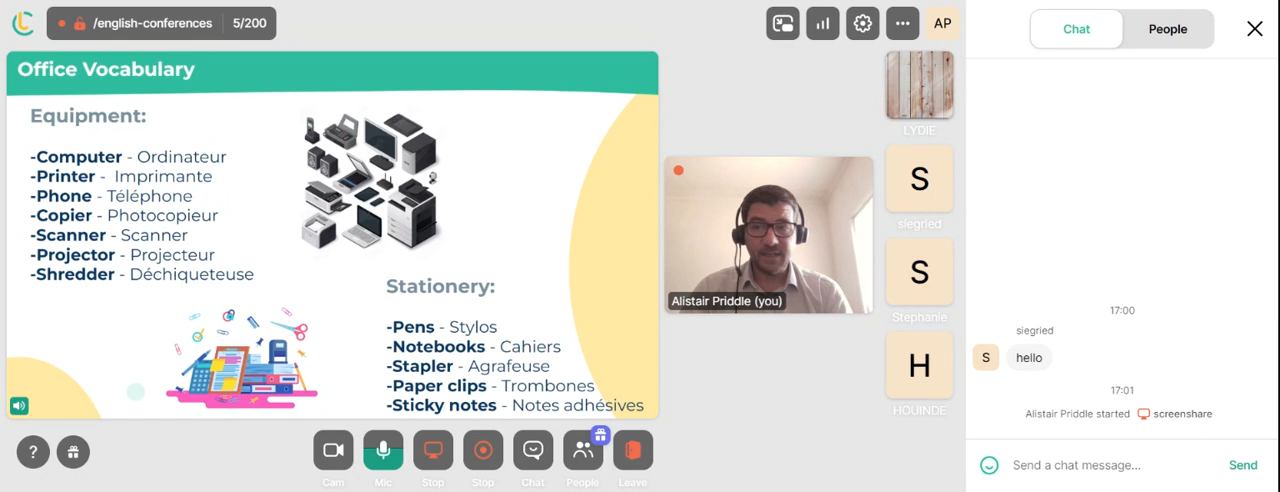 /english-conferences
5/200
AP
Office Vocabulary
Equipment:
-Computer - Ordinateur
-Printer - Imprimante
-Phone - Téléphone
-Copier - Photocopieur
-Scanner - Scanner
-Projector - Projecteur
-Shredder - Déchiqueteuse
Stationery:
-Pens - Stylos
-Notebooks - Cahiers
-Stapler - Agrafeuse
-Paper clips - Trombones
-Sticky notes - Notes adhésives
Alistair Priddle (you)
LYDIE
S
siegried
S
Stéphanie
H
HOUINDE
?
Cam
Mic
Stop
Stop
Chat
People
Leave
Chat
People
17:00
siegried
S
hello
17:01
Alistair Priddle started screenshare
Send a chat message...
Send